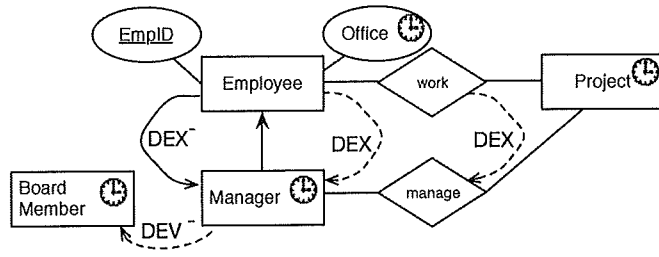 EmpID
Office
Employee
work
Project
DEX⁻
DEX
DEX
Board
Member
Manager
manage
DEV⁻